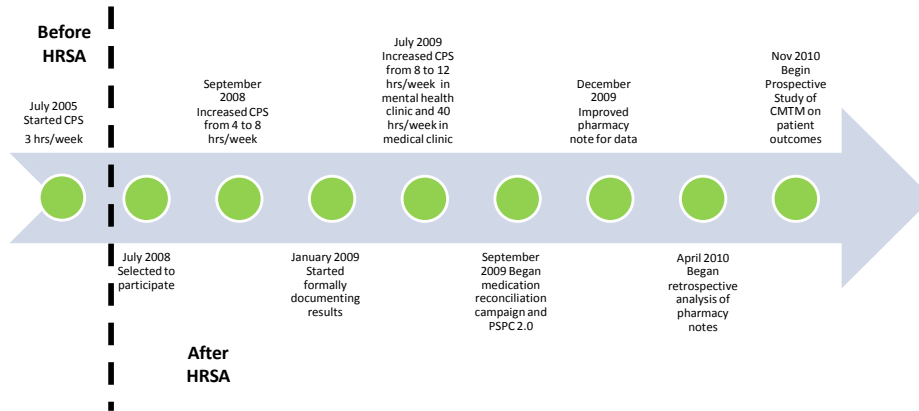 Before
HRSA
July 2005
Started CPS
3 hrs/week
July 2008
Selected to
participate
September
2008
Increased CPS
from 4 to 8
hrs/week
January 2009
Started
formally
documenting
results
July 2009
Increased CPS
from 8 to 12
hrs/week in
mental health
clinic and 40
hrs/week in
medical clinic
September
2009 Began
medication
reconciliation
campaign and
PSPC 2.0
December
2009
Improved
pharmacy
note for data
April 2010
Began
retrospective
analysis of
pharmacy
notes
Nov 2010
Begin
Prospective
Study of
CMTM on
patient
outcomes
After
HRSA